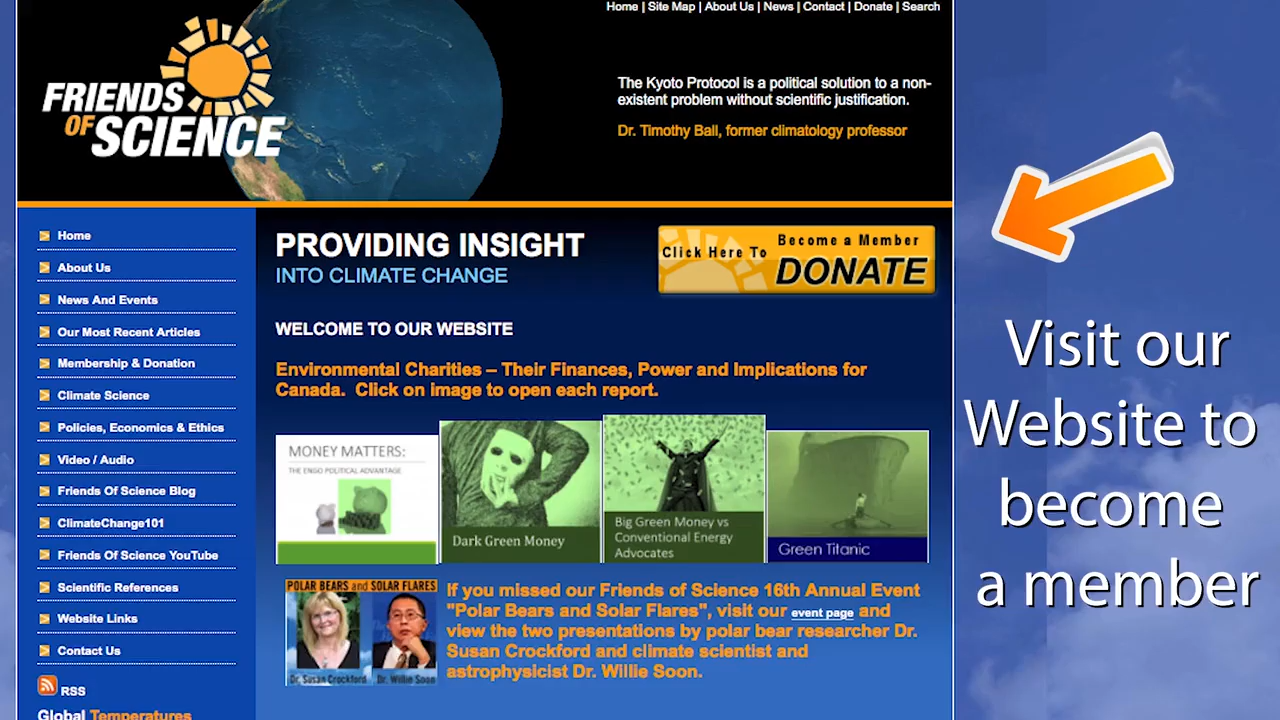 Home | Site Map | About Us | News | Contact | Donate | Search
FRIENDS
OF SCIENCE
The Kyoto Protocol is a political solution to a non-
existent problem without scientific justification.
Dr. Timothy Ball, former climatology professor
Home
About Us
News And Events
Our Most Recent Articles
Membership & Donation
Climate Science
Policies, Economics & Ethics
Video / Audio
Friends Of Science Blog
ClimateChange101
Friends Of Science YouTube
Scientific References
Website Links
Contact Us
RSS
Global Temperatures
PROVIDING INSIGHT
INTO CLIMATE CHANGE
Click Here To
Become a Member
DONATE
WELCOME TO OUR WEBSITE
Environmental Charities – Their Finances, Power and Implications for
Canada. Click on image to open each report.
MONEY MATTERS:
THE ENGO POLITICAL ADVANTAGE
Dark Green Money
Big Green Money vs
Conventional Energy
Advocates
Green Titanic
POLAR BEARS and SOLAR FLARES
Dr. Susan Crockford
Dr. Willie Soon
If you missed our Friends of Science 16th Annual Event
"Polar Bears and Solar Flares", visit our event page and
view the two presentations by polar bear researcher Dr.
Susan Crockford and climate scientist and
astrophysicist Dr. Willie Soon.
Visit our
Website to
become
a member